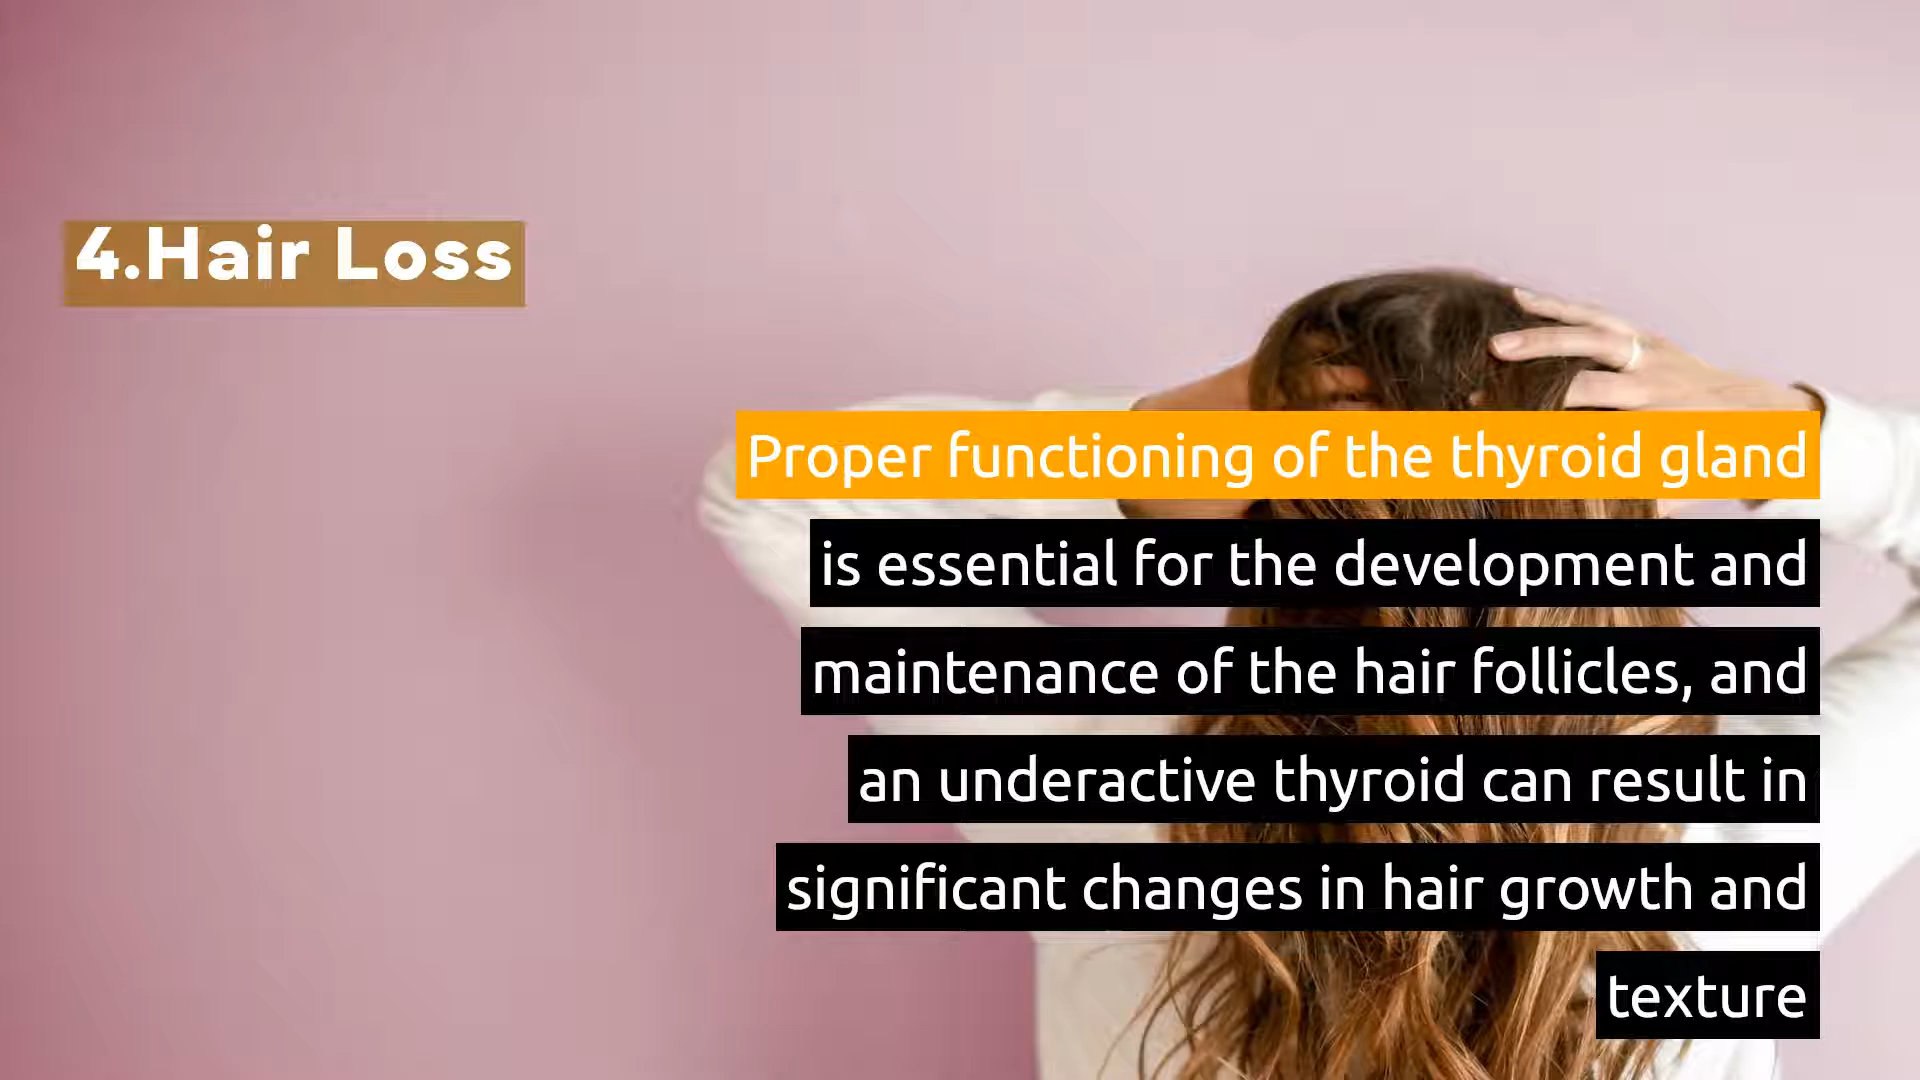 4.Hair Loss
Proper functioning of the thyroid gland
is essential for the development and
maintenance of the hair follicles, and
an underactive thyroid can result in
significant changes in hair growth and
texture